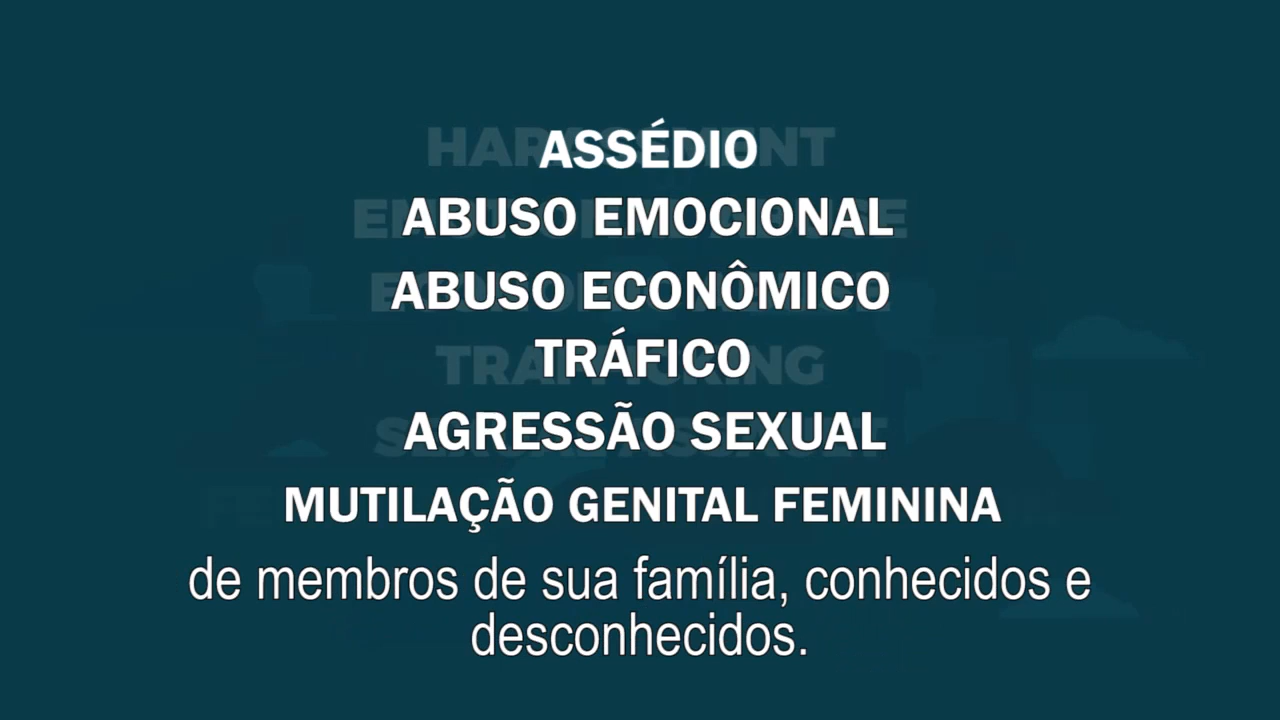 ASSÉDIO
ABUSO EMOCIONAL
ABUSO ECONÔMICO
TRÁFICO
AGRESSÃO SEXUAL
MUTILAÇÃO GENITAL FEMININA
de membros de sua família, conhecidos e
desconhecidos.